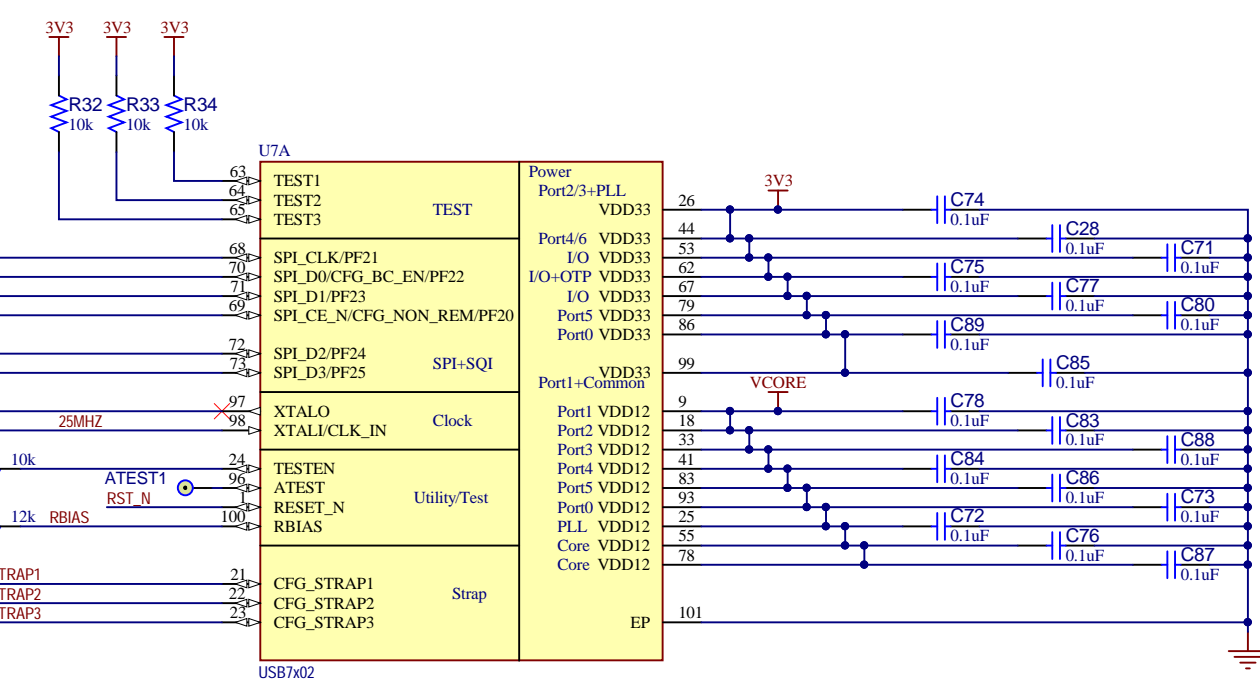 3V3 3V3 3V3
R32 R33 R34
10k 10k 10k
U7A
63 TEST1
64 TEST2
65 TEST3
TEST
68 SPI_CLK/PF21
70 SPI_D0/CFG_BC_EN/PF22
71 SPI_D1/PF23
69 SPI_CE_N/CFG_NON_REM/PF20
72 SPI_D2/PF24
73 SPI_D3/PF25
SPI+SQI
97 XTALO
25MHZ 98 XTALI/CLK_IN
Clock
10k 24 TESTEN
ATEST1 96 ATEST
RST_N 1 RESET_N
12k RBIAS 100 RBIAS
Utility/Test
TRAP1 21 CFG_STRAP1
TRAP2 22 CFG_STRAP2
TRAP3 23 CFG_STRAP3
Strap
USB7x02
Power
Port2/3+PLL
VDD33 26 3V3 C74 0.1uF
Port4/6 VDD33 44 C28 0.1uF
I/O VDD33 53 C71 0.1uF
I/O+OTP VDD33 62 C75 0.1uF
I/O VDD33 67 C77 0.1uF
Port5 VDD33 79 C80 0.1uF
Port0 VDD33 86 C89 0.1uF
VDD33 99 C85 0.1uF
Port1+Common
VCORE
Port1 VDD12 9 C78 0.1uF
Port2 VDD12 18 C83 0.1uF
Port3 VDD12 33 C88 0.1uF
Port4 VDD12 41 C84 0.1uF
Port5 VDD12 83 C86 0.1uF
Port0 VDD12 93 C73 0.1uF
PLL VDD12 25 C72 0.1uF
Core VDD12 55 C76 0.1uF
Core VDD12 78 C87 0.1uF
EP 101